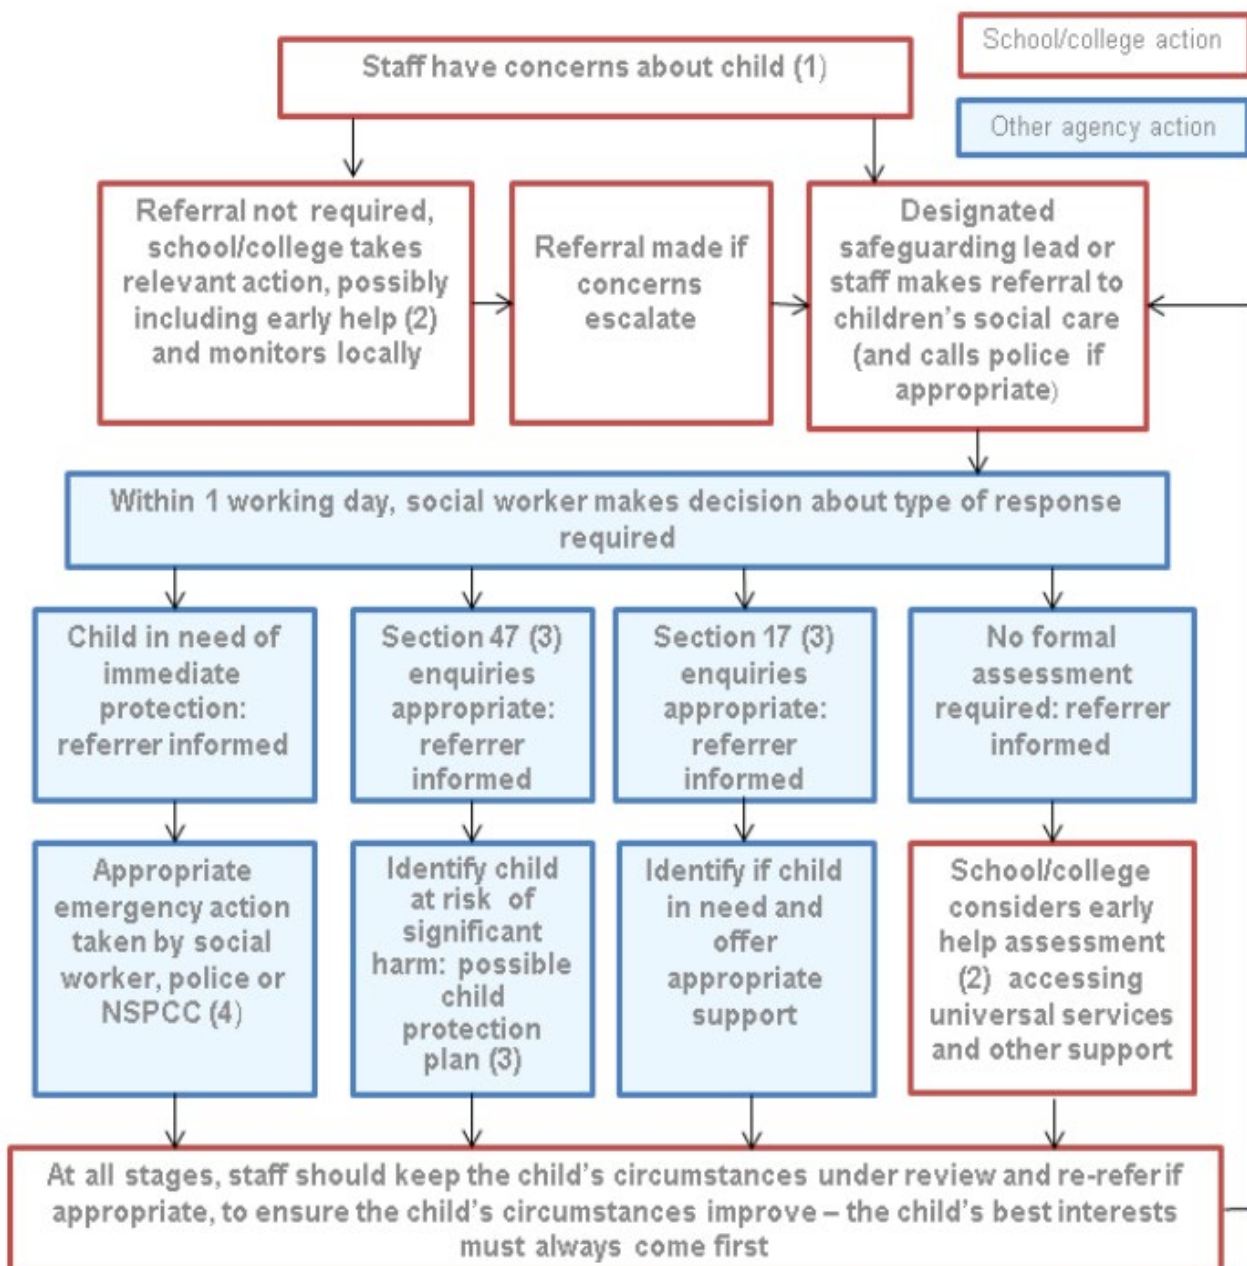 School/college action
Staff have concerns about child (1)
Other agency action
Referral not required,
school/college takes
relevant action, possibly
including early help (2)
and monitors locally
Referral made if
concerns
escalate
Designated
safeguarding lead or
staff makes referral to
children's social care
(and calls police if
appropriate)
Within 1 working day, social worker makes decision about type of response
required
Child in need of
immediate
protection:
referrer informed
Section 47 (3)
enquiries
appropriate:
referrer
informed
Section 17 (3)
enquiries
appropriate:
referrer
informed
No formal
assessment
required: referrer
informed
Appropriate
emergency action
taken by social
worker, police or
NSPCC (4)
Identify child
at risk of
significant
harm: possible
child
protection
plan (3)
Identify if child
in need and
offer
appropriate
support
School/college
considers early
help assessment
(2) accessing
universal services
and other support
At all stages, staff should keep the child's circumstances under review and re-refer if
appropriate, to ensure the child's circumstances improve – the child's best interests
must always come first